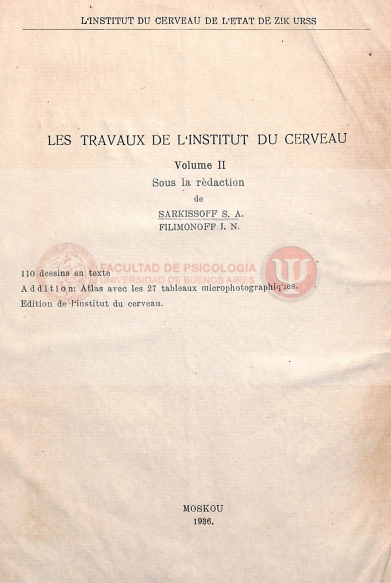 L'INSTITUT DU CERVEAU DE L'ETAT DE ZIK URSS
LES TRAVAUX DE L'INSTITUT DU CERVEAU
Volume II
Sous la rèdaction
de
SARKISSOFF S. A.
FILIMONOFF I. N.
FACULTAD DE PSICOLOGÍA
UNIVERSIDAD DE BUENOS AIRES
110 dessins en texte
Addition: Atlas avec les 27 tableaux microphotographiques.
Edition de l'institut du cerveau.
MOSKOU
1936.